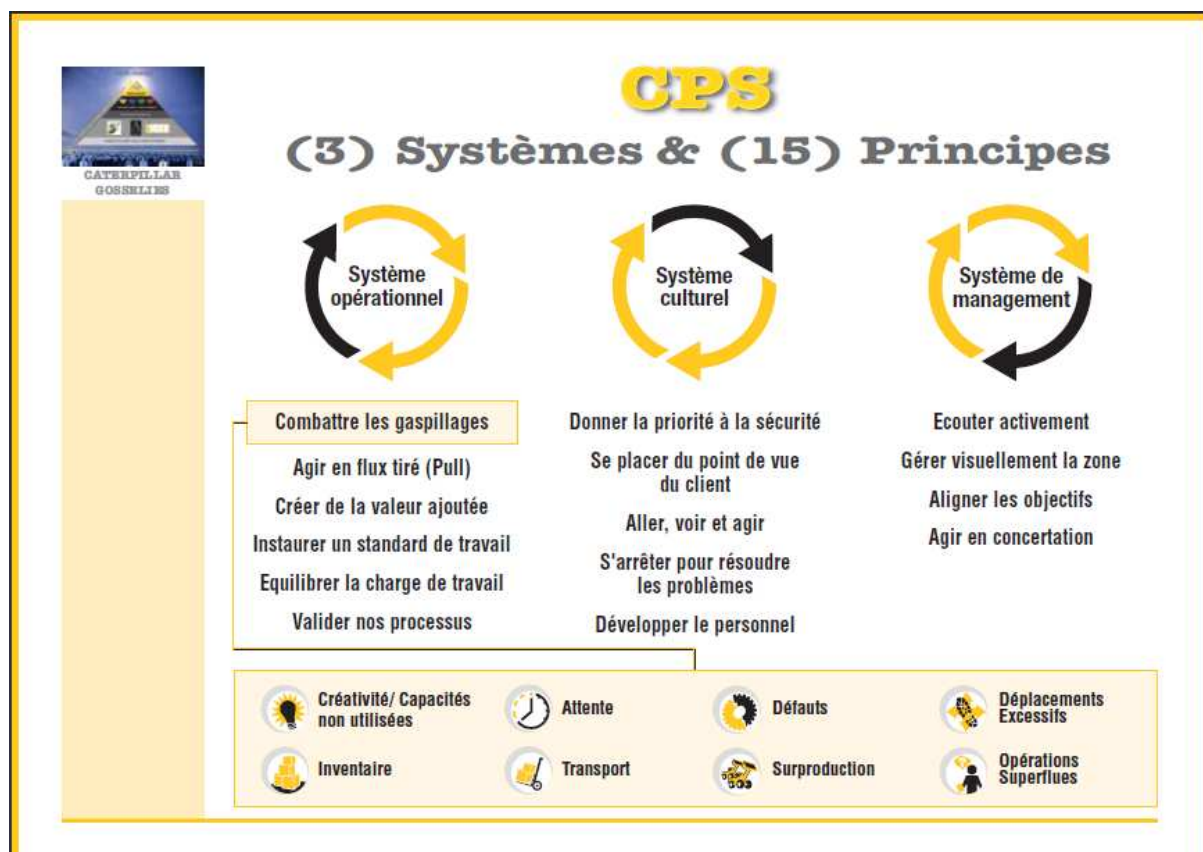 CPS
(3) Systèmes & (15) Principes
CATERPILLAR
GOSSELIES
Système
opérationnel
Système
culturel
Système de
management
Combattre les gaspillages
Agir en flux tiré (Pull)
Créer de la valeur ajoutée
Instaurer un standard de travail
Equilibrer la charge de travail
Valider nos processus
Donner la priorité à la sécurité
Se placer du point de vue
du client
Aller, voir et agir
S'arrêter pour résoudre
les problèmes
Développer le personnel
Ecouter activement
Gérer visuellement la zone
Aligner les objectifs
Agir en concertation
Créativité/ Capacités
non utilisées
Attente
Défauts
Déplacements
Excessifs
Inventaire
Transport
Surproduction
Opérations
Superflues